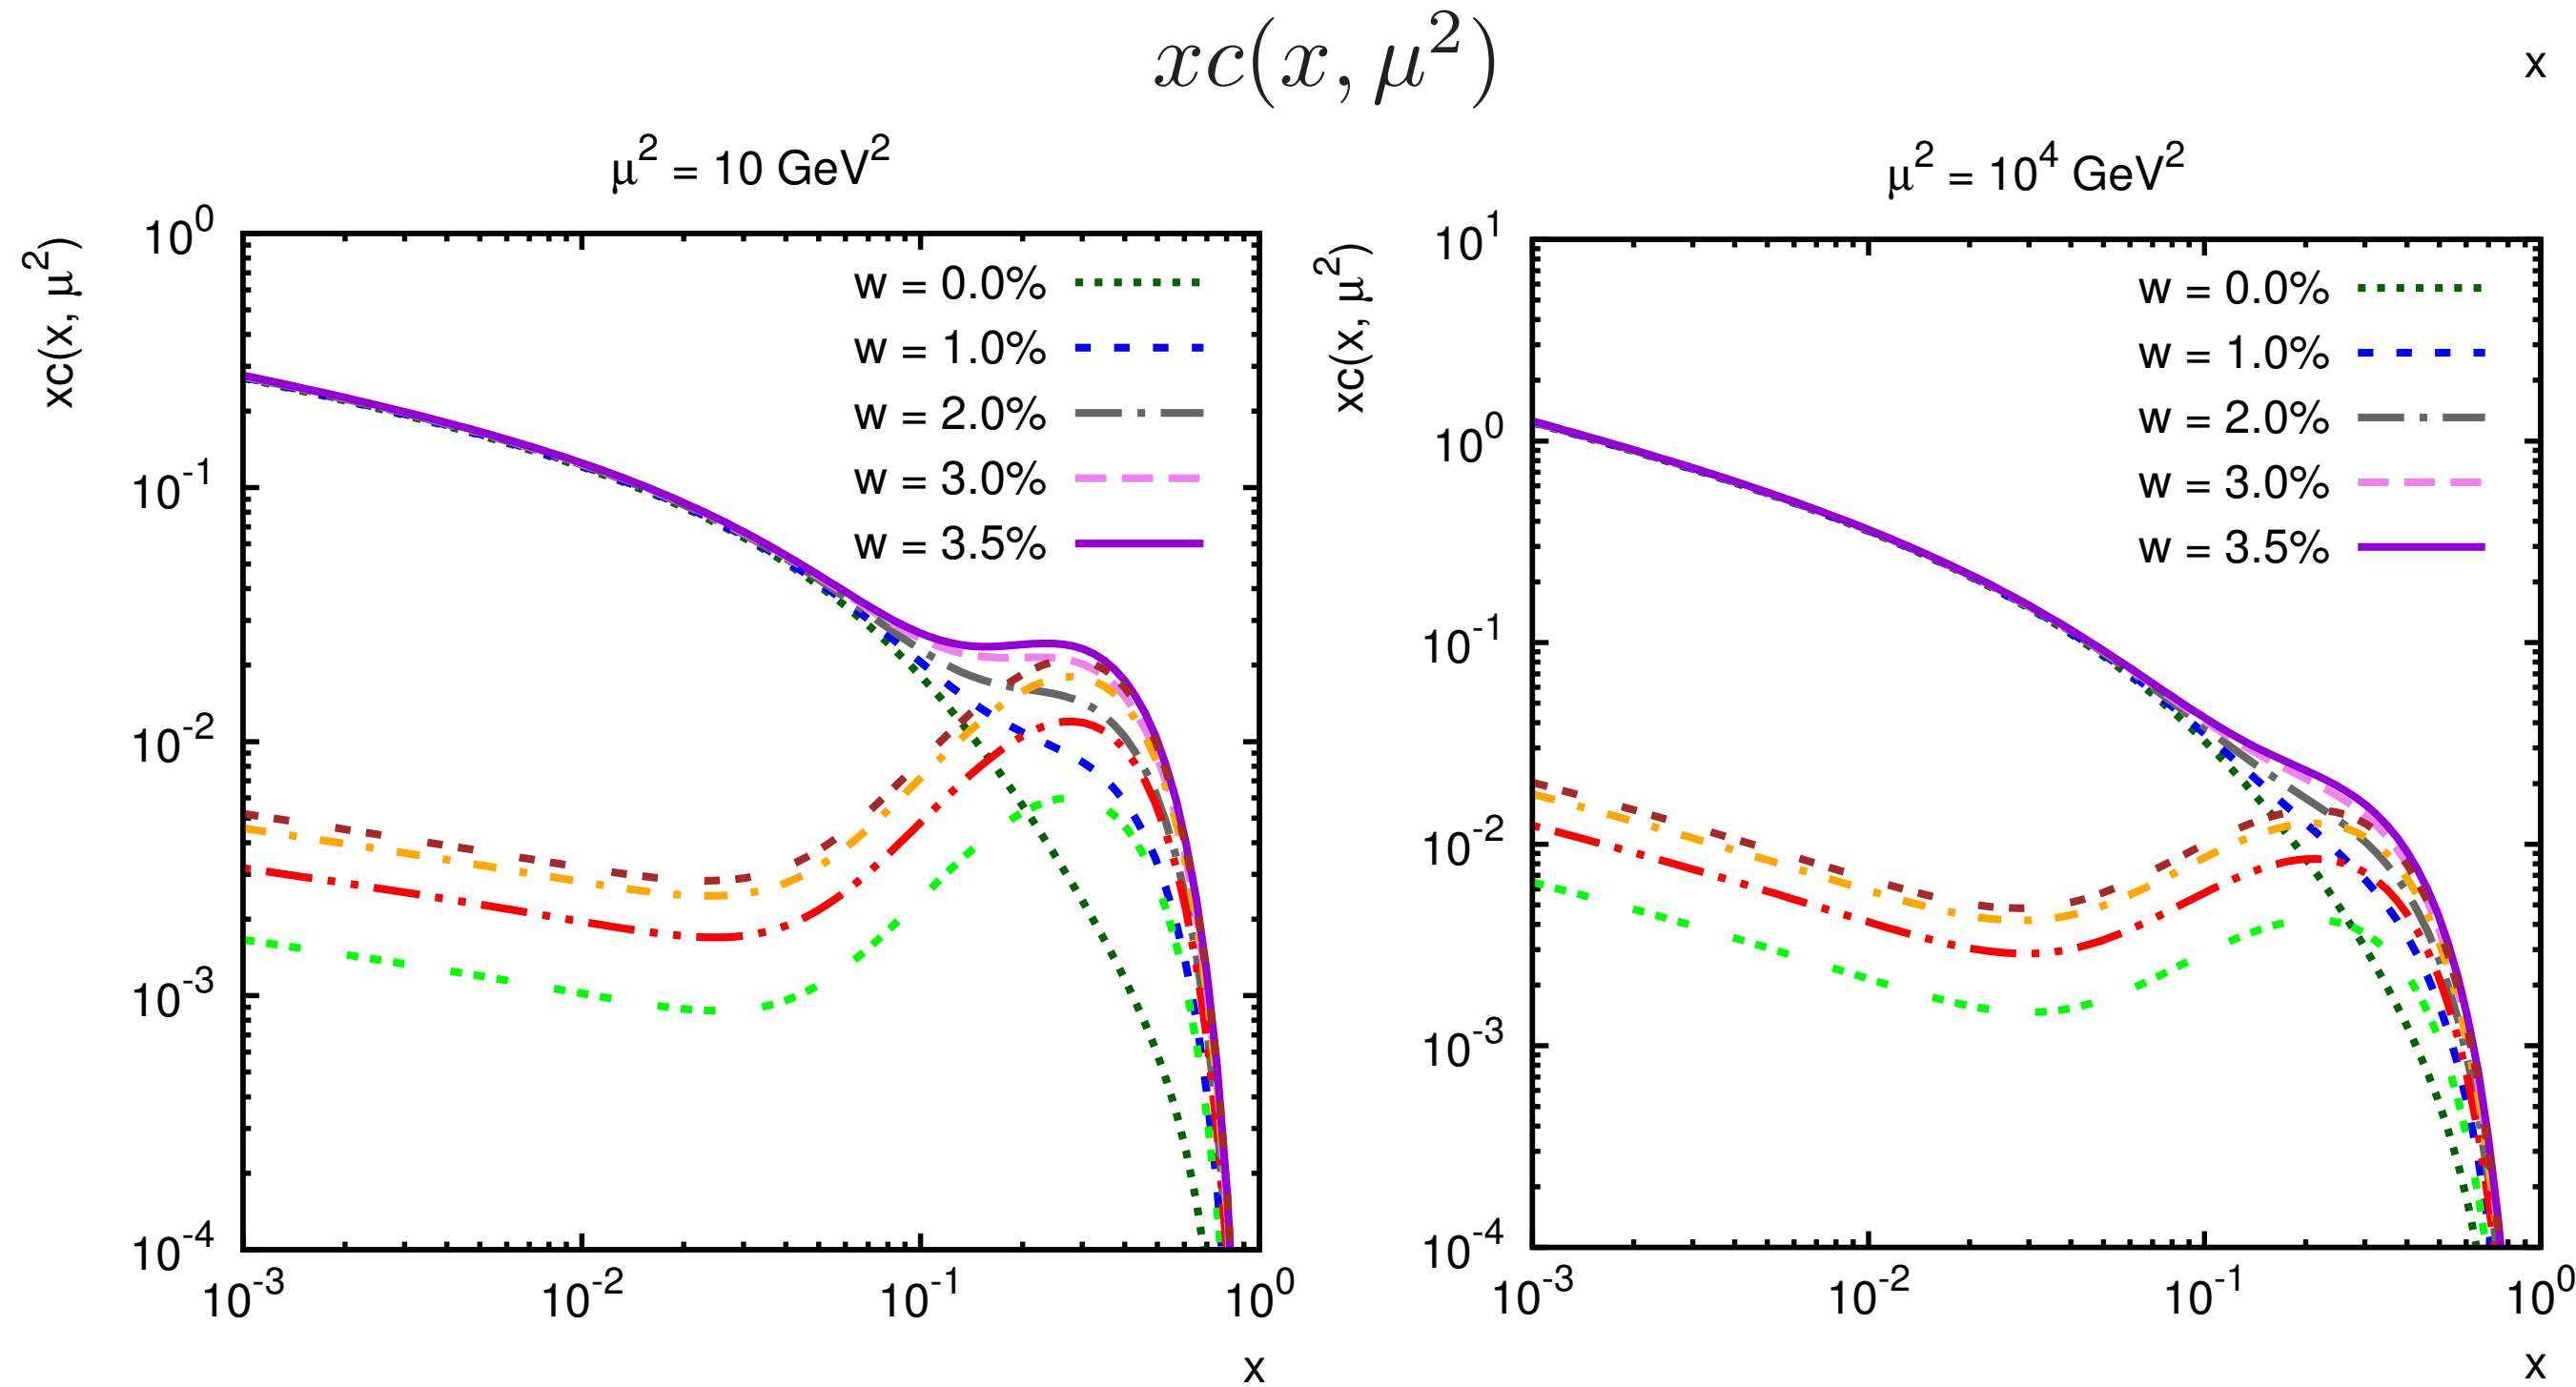 xc(x, μ²)
x
μ² = 10 GeV²
μ² = 10⁴ GeV²
xc(x, μ²)
10⁰
10⁻¹
10⁻²
10⁻³
10⁻⁴
w = 0.0%
w = 1.0%
w = 2.0%
w = 3.0%
w = 3.5%
10⁻³
10⁻²
10⁻¹
10⁰
x
xc(x, μ²)
10¹
10⁰
10⁻¹
10⁻²
10⁻³
10⁻⁴
w = 0.0%
w = 1.0%
w = 2.0%
w = 3.0%
w = 3.5%
10⁻³
10⁻²
10⁻¹
10⁰
x